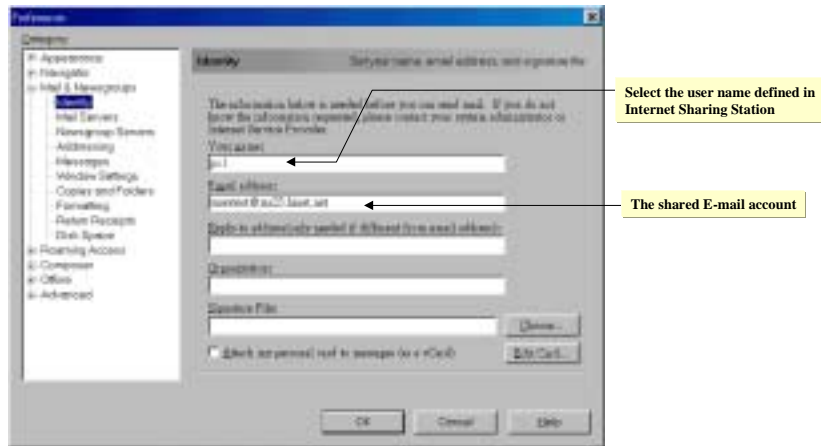 Preferences
Category:
Appearance
Navigator
Mail & Newsgroups
Identity
Mail Servers
Newsgroup Servers
Addressing
Messages
Window Settings
Copies and Folders
Formatting
Return Receipts
Disk Space
Roaming Access
Composer
Offline
Advanced
Identity
Set your name, email address, and signature file
The information below is needed before you can send mail. If you do not
know the information requested, please contact your system administrator or
Internet Service Provider.
Your name:
Email address:
Reply-to address(only needed if different from email address):
Organization:
Signature File:
Choose...
Attach my personal card to messages (as a vCard)
Edit Card...
OK
Cancel
Help
Select the user name defined in
Internet Sharing Station
The shared E-mail account